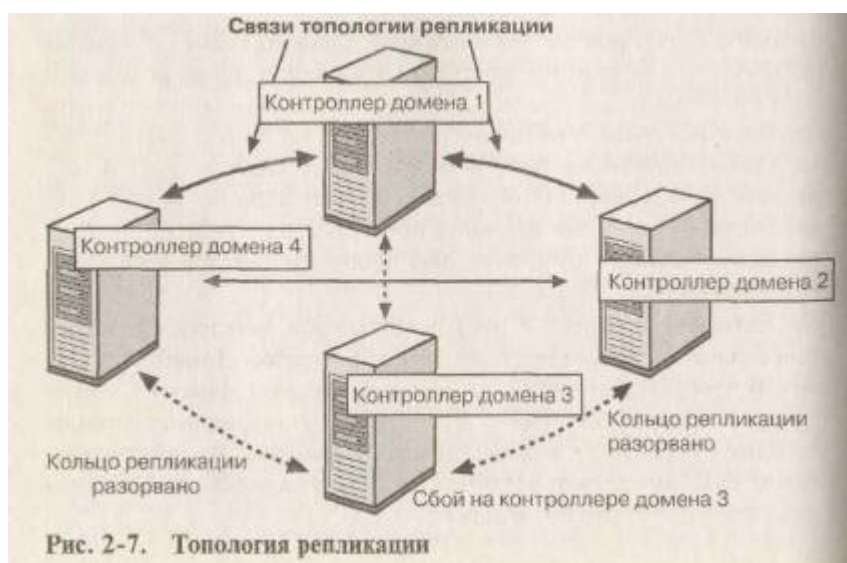 Связи топологии репликации
Контроллер домена 1
Контроллер домена 4
Контроллер домена 2
Контроллер домена 3
Кольцо репликации
разорвано
Кольцо репликации
разорвано
Сбой на контроллере домена 3
Рис. 2-7. Топология репликации